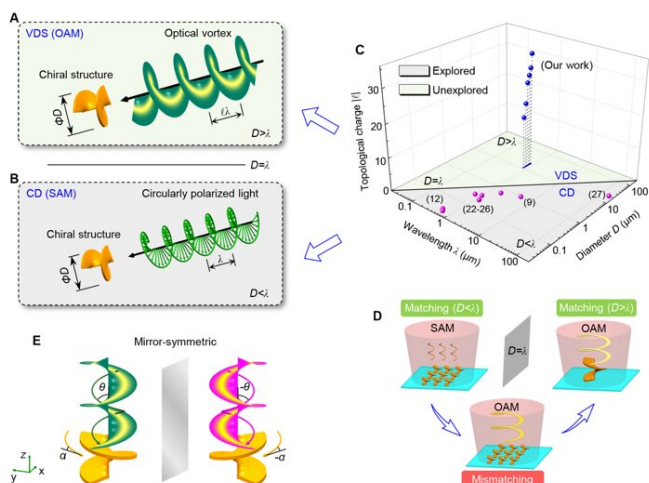 A
VDS (OAM)
Optical vortex
Chiral structure
ΦD
ℓλ
D>λ
D=λ
B
CD (SAM)
Circularly polarized light
Chiral structure
ΦD
λ
D<λ
C
Explored
Unexplored
(Our work)
Topological charge |ℓ|
30
20
10
0
D>λ
D=λ
VDS
CD
(12)
(22-26)
(9)
(27)
D<λ
0.1
1
10
100
Wavelength λ (μm)
0.1
1
10
100
Diameter D (μm)
D
Matching (D<λ)
Matching (D>λ)
SAM
D=λ
OAM
OAM
Mismatching
E
Mirror-symmetric
θ
-θ
α
-α
z
y
x